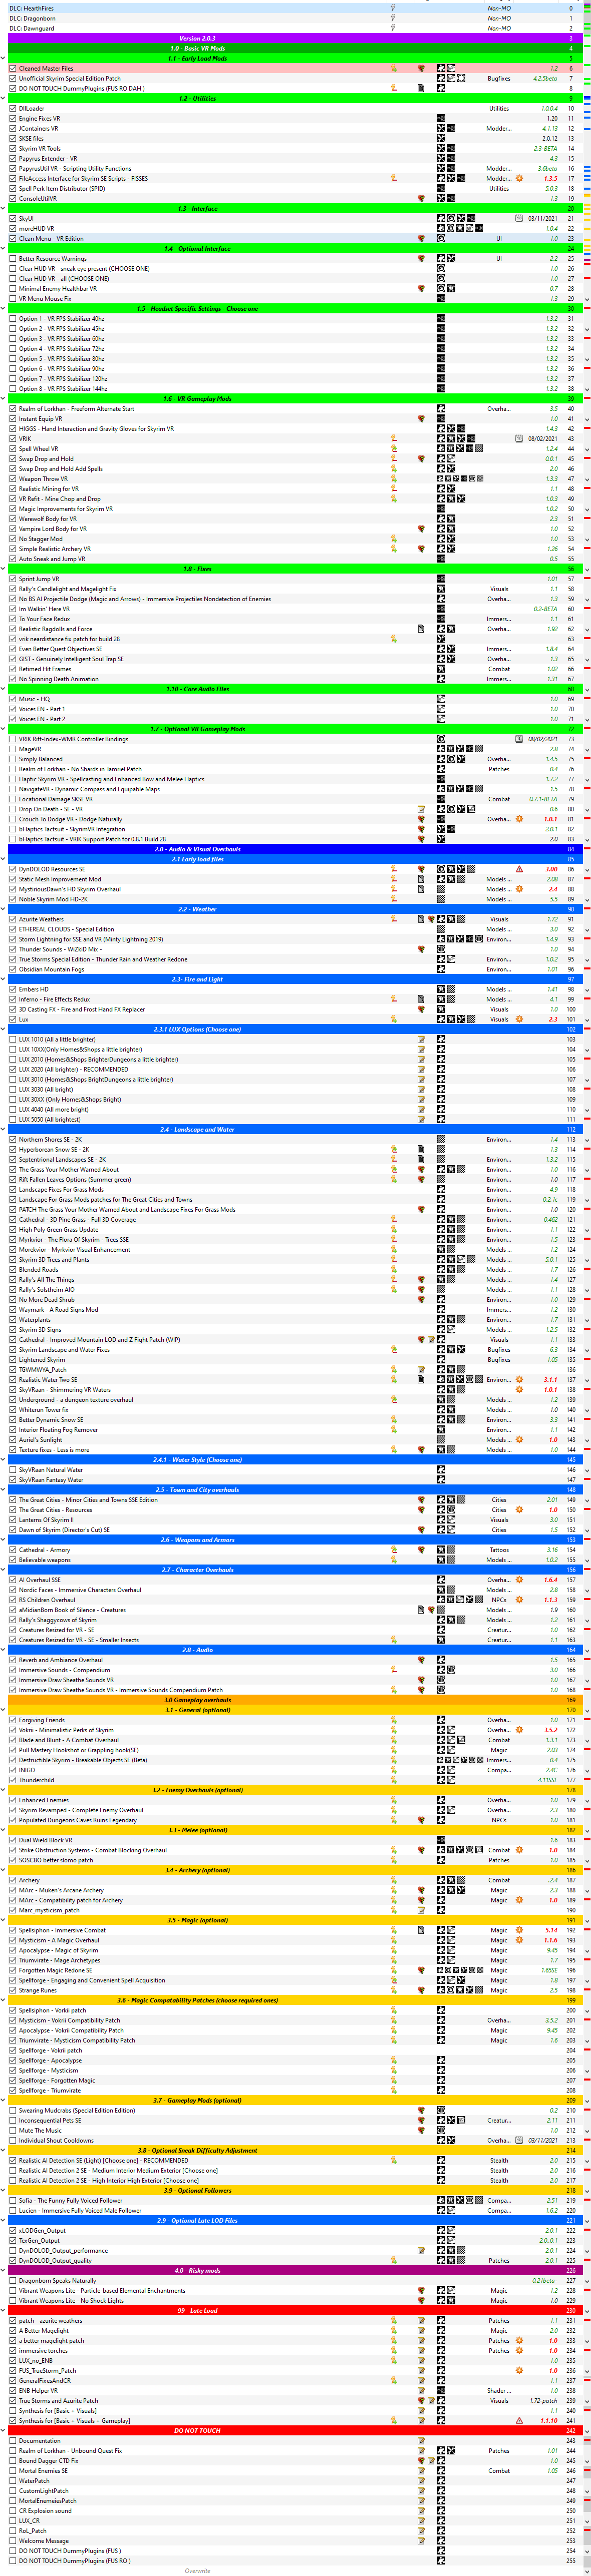 DLC: HearthFires Non-MO 0
DLC: Dragonborn Non-MO 1
DLC: Dawnguard Non-MO 2
Version 2.0.3 3
1.0 - Basic VR Mods 4
1.1 - Early Load Mods 5
Cleaned Master Files 1.2 6
Unofficial Skyrim Special Edition Patch Bugfixes 4.2.5beta 7
DO NOT TOUCH DummyPlugins (FUS RO DAH ) 8
1.2 - Utilities 9
DllLoader Utilities 1.0.0.4 10
Engine Fixes VR 1.20 11
JContainers VR Modder... 4.1.13 12
SKSE files 2.0.12 13
Skyrim VR Tools 2.3-BETA 14
Papyrus Extender - VR 4.3 15
PapyrusUtil VR - Scripting Utility Functions Modder... 3.6beta 16
FileAccess Interface for Skyrim SE Scripts - FISSES Modder... 1.3.5 17
Spell Perk Item Distributor (SPID) Utilities 5.0.3 18
ConsoleUtilVR 1.3 19
1.3 - Interface 20
SkyUI 03/11/2021 21
moreHUD VR 1.0.4 22
Clean Menu - VR Edition UI 1.0 23
1.4 - Optional Interface 24
Better Resource Warnings UI 2.2 25
Clear HUD VR - sneak eye present (CHOOSE ONE) 1.0 26
Clear HUD VR - all (CHOOSE ONE) 1.0 27
Minimal Enemy Healthbar VR 0.7 28
VR Menu Mouse Fix 1.3 29
1.5 - Headset Specific Settings - Choose one 30
Option 1 - VR FPS Stabilizer 40hz 1.3.2 31
Option 2 - VR FPS Stabilizer 45hz 1.3.2 32
Option 3 - VR FPS Stabilizer 60hz 1.3.2 33
Option 4 - VR FPS Stabilizer 72hz 1.3.2 34
Option 5 - VR FPS Stabilizer 80hz 1.3.2 35
Option 6 - VR FPS Stabilizer 90hz 1.3.2 36
Option 7 - VR FPS Stabilizer 120hz 1.3.2 37
Option 8 - VR FPS Stabilizer 144hz 1.3.2 38
1.6 - VR Gameplay Mods 39
Realm of Lorkhan - Freeform Alternate Start Overha... 3.5 40
Instant Equip VR 1.0 41
HIGGS - Hand Interaction and Gravity Gloves for Skyrim VR 1.4.3 42
VRIK 08/02/2021 43
Spell Wheel VR 1.2.4 44
Swap Drop and Hold 0.0.1 45
Swap Drop and Hold Add Spells 2.0 46
Weapon Throw VR 1.3.3 47
Realistic Mining for VR 1.1 48
VR Refit - Mine Chop and Drop 1.0.3 49
Magic Improvements for Skyrim VR 1.0.2 50
Werewolf Body for VR 2.3 51
Vampire Lord Body for VR 1.0 52
No Stagger Mod 1.0 53
Simple Realistic Archery VR 1.26 54
Auto Sneak and Jump VR 0.5 55
1.8 - Fixes 56
Sprint Jump VR 1.01 57
Rally's Candlelight and Magelight Fix Visuals 1.1 58
No BS AI Projectile Dodge (Magic and Arrows) - Immersive Projectiles Nondetection of Enemies Overha... 1.3 59
Im Walkin' Here VR 0.2-BETA 60
To Your Face Redux Immers... 1.1 61
Realistic Ragdolls and Force Overha... 1.92 62
vrik neardistance fix patch for build 28 63
Even Better Quest Objectives SE Immers... 1.8.4 64
GIST - Genuinely Intelligent Soul Trap SE Overha... 1.3 65
Retimed Hit Frames Combat 1.02 66
No Spinning Death Animation Immers... 1.31 67
1.10 - Core Audio Files 68
Music - HQ 1.0 69
Voices EN - Part 1 1.0 70
Voices EN - Part 2 1.0 71
1.7 - Optional VR Gameplay Mods 72
VRIK Rift-Index-WMR Controller Bindings 08/02/2021 73
MageVR 2.8 74
Simply Balanced Overha... 1.4.5 75
Realm of Lorkhan - No Shards in Tamriel Patch Patches 0.4 76
Haptic Skyrim VR - Spellcasting and Enhanced Bow and Melee Haptics 1.7.2 77
NavigateVR - Dynamic Compass and Equipable Maps 1.5 78
Locational Damage SKSE VR Combat 0.7.1-BETA 79
Drop On Death - SE - VR 0.6 80
Crouch To Dodge VR - Dodge Naturally Overha... 1.0.1 81
bHaptics Tactsuit - SkyrimVR Integration 2.0.1 82
bHaptics Tactsuit - VRIK Support Patch for 0.8.1 Build 28 2.0 83
2.0 - Audio & Visual Overhauls 84
2.1 Early load files 85
DynDOLOD Resources SE 3.00 86
Static Mesh Improvement Mod Models ... 2.08 87
MystiriousDawn's HD Skyrim Overhaul Models ... 2.4 88
Noble Skyrim Mod HD-2K Models ... 5.5 89
2.2 - Weather 90
Azurite Weathers Visuals 1.72 91
ETHEREAL CLOUDS - Special Edition Models ... 3.0 92
Storm Lightning for SSE and VR (Minty Lightning 2019) Environ... 1.4.9 93
Thunder Sounds - WiZkiD Mix - 1.0 94
True Storms Special Edition - Thunder Rain and Weather Redone Environ... 1.0.2 95
Obsidian Mountain Fogs Environ... 1.01 96
2.3- Fire and Light 97
Embers HD Models ... 1.41 98
Inferno - Fire Effects Redux Models ... 4.1 99
3D Casting FX - Fire and Frost Hand FX Replacer Visuals 1.0 100
Lux Visuals 2.3 101
2.3.1 LUX Options (Choose one) 102
LUX 1010 (All a little brighter) 103
LUX 10XX(Only Homes&Shops a little brighter) 104
LUX 2010 (Homes&Shops BrighterDungeons a little brighter) 105
LUX 2020 (All brighter) - RECOMMENDED 106
LUX 3010 (Homes&Shops BrightDungeons a little brighter) 107
LUX 3030 (All bright) 108
LUX 30XX (Only Homes&Shops Bright) 109
LUX 4040 (All more bright) 110
LUX 5050 (All brightest) 111
2.4 - Landscape and Water 112
Northern Shores SE - 2K Environ... 1.4 113
Hyperborean Snow SE - 2K 1.3 114
Septentrional Landscapes SE - 2K Environ... 1.3.2 115
The Grass Your Mother Warned About Environ... 1.0 116
Rift Fallen Leaves Options (Summer green) 1.0 117
Landscape Fixes For Grass Mods Environ... 4.9 118
Landscape For Grass Mods patches for The Great Cities and Towns Environ... 0.2.1c 119
PATCH The Grass Your Mother Warned About and Landscape Fixes For Grass Mods Environ... 1.0 120
Cathedral - 3D Pine Grass - Full 3D Coverage Environ... 0.462 121
High Poly Green Grass Update Environ... 1.1 122
Myrkvior - The Flora Of Skyrim - Trees SSE Environ... 1.5 123
Morekvior - Myrkvior Visual Enhancement Models ... 1.2 124
Skyrim 3D Trees and Plants Models ... 5.0.1 125
Blended Roads Models ... 1.7 126
Rally's All The Things Models ... 1.4 127
Rally's Solstheim AIO Models ... 1.1 128
No More Dead Shrub Environ... 1.0 129
Waymark - A Road Signs Mod Immers... 1.2 130
Waterplants Environ... 1.7 131
Skyrim 3D Signs Models ... 1.2.5 132
Cathedral - Improved Mountain LOD and Z Fight Patch (WIP) Visuals 1.1 133
Skyrim Landscape and Water Fixes Bugfixes 6.3 134
Lightened Skyrim Bugfixes 1.05 135
TGWMWYA_Patch 136
Realistic Water Two SE Environ... 3.1.1 137
SkyVRaan - Shimmering VR Waters 1.0.1 138
Underground - a dungeon texture overhaul Models ... 1.2 139
Whiterun Tower fix Models ... 1.0 140
Better Dynamic Snow SE Environ... 3.3 141
Interior Floating Fog Remover Environ... 1.1 142
Auriel's Sunlight Models ... 1.0 143
Texture fixes - Less is more Models ... 1.0 144
2.4.1 - Water Style (Choose one) 145
SkyVRaan Natural Water 146
SkyVRaan Fantasy Water 147
2.5 - Town and City overhauls 148
The Great Cities - Minor Cities and Towns SSE Edition Cities 2.01 149
The Great Cities - Resources Cities 1.0 150
Lanterns Of Skyrim II Visuals 3.0 151
Dawn of Skyrim (Director's Cut) SE Cities 1.5 152
2.6 - Weapons and Armors 153
Cathedral - Armory Tattoos 3.16 154
Believable weapons Models ... 1.0.2 155
2.7 - Character Overhauls 156
AI Overhaul SSE Overha... 1.6.4 157
Nordic Faces - Immersive Characters Overhaul Models ... 2.8 158
RS Children Overhaul NPCs 1.1.3 159
aMidianBorn Book of Silence - Creatures Models ... 1.9 160
Rally's Shaggycows of Skyrim Models ... 1.2 161
Creatures Resized for VR - SE Creatur... 1.0 162
Creatures Resized for VR - SE - Smaller Insects Creatur... 1.1 163
2.8 - Audio 164
Reverb and Ambiance Overhaul 1.5 165
Immersive Sounds - Compendium 3.0 166
Immersive Draw Sheathe Sounds VR 1.0 167
Immersive Draw Sheathe Sounds VR - Immersive Sounds Compendium Patch 1.0 168
3.0 Gameplay overhauls 169
3.1 - General (optional) 170
Forgiving Friends Overha... 1.0 171
Vokrii - Minimalistic Perks of Skyrim Overha... 3.5.2 172
Blade and Blunt - A Combat Overhaul Combat 1.3.1 173
Pull Mastery Hookshot or Grappling hook(SE) Magic 2.03 174
Destructible Skyrim - Breakable Objects SE (Beta) Immers... 0.4 175
INIGO Compa... 2.4C 176
Thunderchild 4.11SSE 177
3.2 - Enemy Overhauls (optional) 178
Enhanced Enemies Overha... 1.0 179
Skyrim Revamped - Complete Enemy Overhaul Overha... 2.3 180
Populated Dungeons Caves Ruins Legendary NPCs 1.0 181
3.3 - Melee (optional) 182
Dual Wield Block VR 1.6 183
Strike Obstruction Systems - Combat Blocking Overhaul Combat 1.0 184
SOSCBO better slomo patch Patches 1.0 185
3.4 - Archery (optional) 186
Archery Combat .2.4 187
MArc - Muken's Arcane Archery Magic 2.3 188
MArc - Compatibility patch for Archery Magic 1.0 189
Marc_mysticism_patch 190
3.5 - Magic (optional) 191
Spellsiphon - Immersive Combat Magic 5.14 192
Mysticism - A Magic Overhaul Magic 1.1.6 193
Apocalypse - Magic of Skyrim Magic 9.45 194
Triumvirate - Mage Archetypes Magic 1.7 195
Forgotten Magic Redone SE Magic 1.6SSE 196
Spellforge - Engaging and Convenient Spell Acquisition Magic 1.8 197
Strange Runes Magic 2.5 198
3.6 - Magic Compatability Patches (choose required ones) 199
Spellsiphon - Vorkii patch 200
Mysticism - Vokrii Compatibility Patch Overha... 3.5.2 201
Apocalypse - Vokrii Compatibility Patch Magic 9.45 202
Triumvirate - Mysticism Compatibility Patch Magic 1.6 203
Spellforge - Vokrii patch 204
Spellforge - Apocalypse 205
Spellforge - Mysticism 206
Spellforge - Forgotten Magic 207
Spellforge - Triumvirate 208
3.7 - Gameplay Mods (optional) 209
Swearing Mudcrabs (Special Edition Edition) 0.2 210
Inconsequential Pets SE Creatur... 2.11 211
Mute The Music 1.0 212
Individual Shout Cooldowns Overha... 03/11/2021 213
3.8 - Optional Sneak Difficulty Adjustment 214
Realistic AI Detection SE (Light) [Choose one] - RECOMMENDED Stealth 2.0 215
Realistic AI Detection 2 SE - Medium Interior Medium Exterior [Choose one] Stealth 2.0 216
Realistic AI Detection 2 SE - High Interior High Exterior [Choose one] Stealth 2.0 217
3.9 - Optional Followers 218
Sofia - The Funny Fully Voiced Follower Compa... 2.51 219
Lucien - Immersive Fully Voiced Male Follower Compa... 1.6.2 220
2.9 - Optional Late LOD Files 221
xLODGen_Output 2.0.1 222
TexGen_Output 2.0..0.1 223
DynDOLOD_Output_performance 2.0.1 224
DynDOLOD_Output_quality Patches 2.0.1 225
4.0 - Risky mods 226
Dragonborn Speaks Naturally 0.21beta- 227
Vibrant Weapons Lite - Particle-based Elemental Enchantments Magic 1.2 228
Vibrant Weapons Lite - No Shock Lights Magic 1.0 229
99 - Late Load 230
patch - azurite weathers Patches 1.1 231
A Better Magelight Magic 2.0 232
a better magelight patch Patches 1.0 233
immersive torches Patches 1.0 234
LUX_no_ENB 1.0 235
FUS_TrueStorm_Patch 1.0 236
GeneralFixesAndCR 1.1 237
ENB Helper VR Shader ... 1.0 238
True Storms and Azurite Patch Visuals 1.72-patch 239
Synthesis for [Basic + Visuals] 1.1 240
Synthesis for [Basic + Visuals + Gameplay] 1.1.10 241
DO NOT TOUCH 242
Documentation 243
Realm of Lorkhan - Unbound Quest Fix Patches 1.01 244
Bound Dagger CTD Fix 1.0 245
Mortal Enemies SE Combat 1.05 246
WaterPatch 247
CustomLightPatch 248
MortalEnemeiesPatch 249
CR Explosion sound 250
LUX_CR 251
RoL_Patch 252
Welcome Message 253
DO NOT TOUCH DummyPlugins (FUS ) 254
DO NOT TOUCH DummyPlugins (FUS RO ) 255
Overwrite